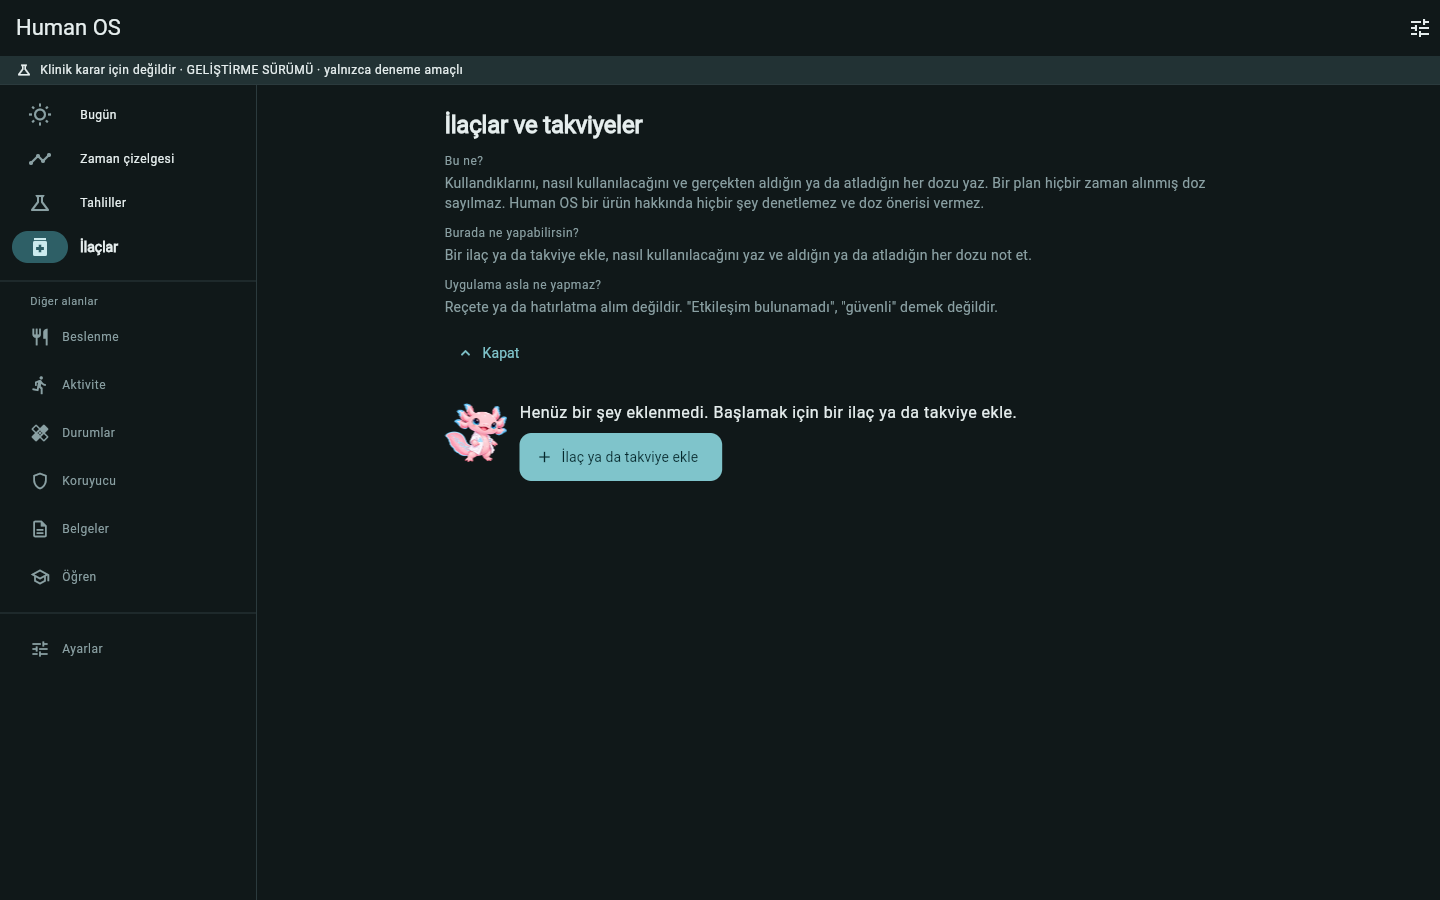 Human OS
Klinik karar için değildir · GELİŞTİRME SÜRÜMÜ · yalnızca deneme amaçlı
Bugün
Zaman çizelgesi
Tahliller
İlaçlar
Diğer alanlar
Beslenme
Aktivite
Durumlar
Koruyucu
Belgeler
Öğren
Ayarlar
İlaçlar ve takviyeler
Bu ne?
Kullandıklarını, nasıl kullanılacağını ve gerçekten aldığın ya da atladığın her dozu yaz. Bir plan hiçbir zaman alınmış doz
sayılmaz. Human OS bir ürün hakkında hiçbir şey denetlemez ve doz önerisi vermez.
Burada ne yapabilirsin?
Bir ilaç ya da takviye ekle, nasıl kullanılacağını yaz ve aldığın ya da atladığın her dozu not et.
Uygulama asla ne yapmaz?
Reçete ya da hatırlatma alım değildir. "Etkileşim bulunamadı", "güvenli" demek değildir.
Kapat
Henüz bir şey eklenmedi. Başlamak için bir ilaç ya da takviye ekle.
İlaç ya da takviye ekle